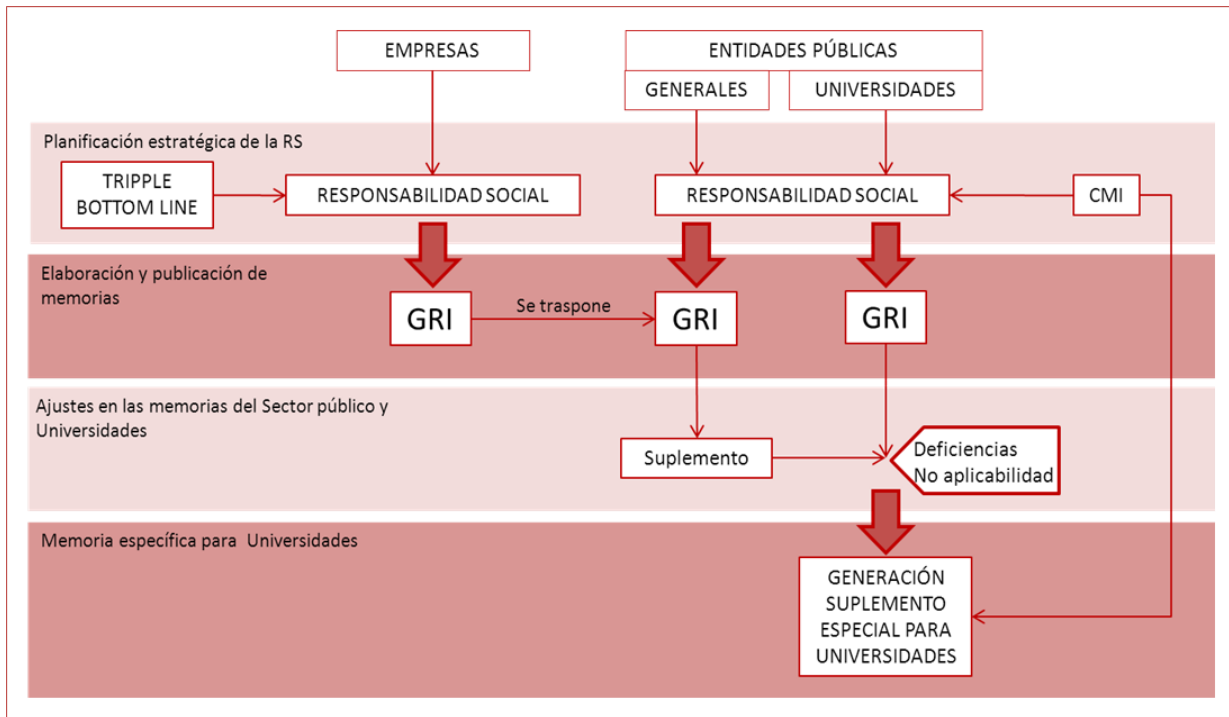 EMPRESAS
ENTIDADES PÚBLICAS
GENERALES
UNIVERSIDADES
Planificación estratégica de la RS
TRIPPLE
BOTTOM LINE
RESPONSABILIDAD SOCIAL
RESPONSABILIDAD SOCIAL
CMI
Elaboración y publicación de
memorias
GRI
Se traspone
GRI
GRI
Ajustes en las memorias del Sector público y
Universidades
Suplemento
Deficiencias
No aplicabilidad
Memoria específica para Universidades
GENERACIÓN
SUPLEMENTO
ESPECIAL PARA
UNIVERSIDADES